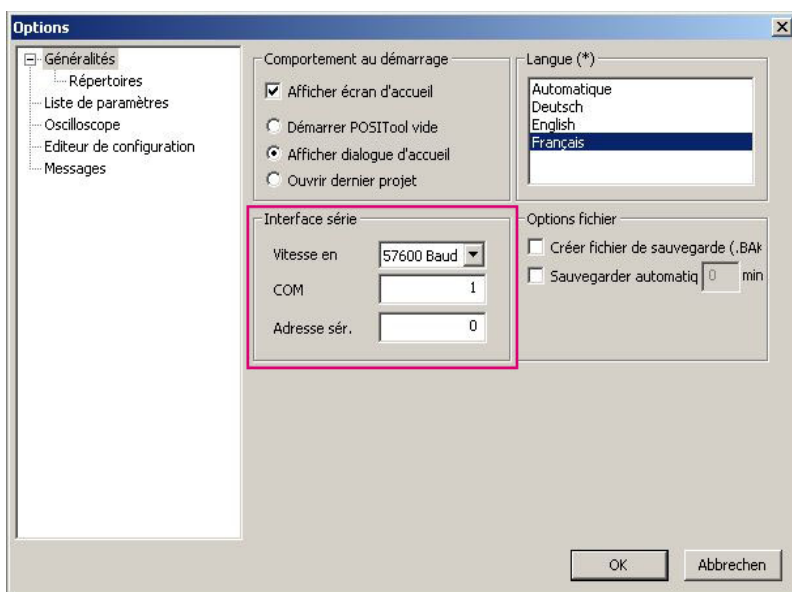 Options
Généralités
Répertoires
Liste de paramètres
Oscilloscope
Editeur de configuration
Messages
Comportement au démarrage
Afficher écran d'accueil
Démarrer POSITool vide
Afficher dialogue d'accueil
Ouvrir dernier projet
Langue (*)
Automatique
Deutsch
English
Français
Interface série
Vitesse en 57600 Baud
COM 1
Adresse sér. 0
Options fichier
Créer fichier de sauvegarde (.BAK
Sauvegarder automatiq 0 min
OK Abbrechen